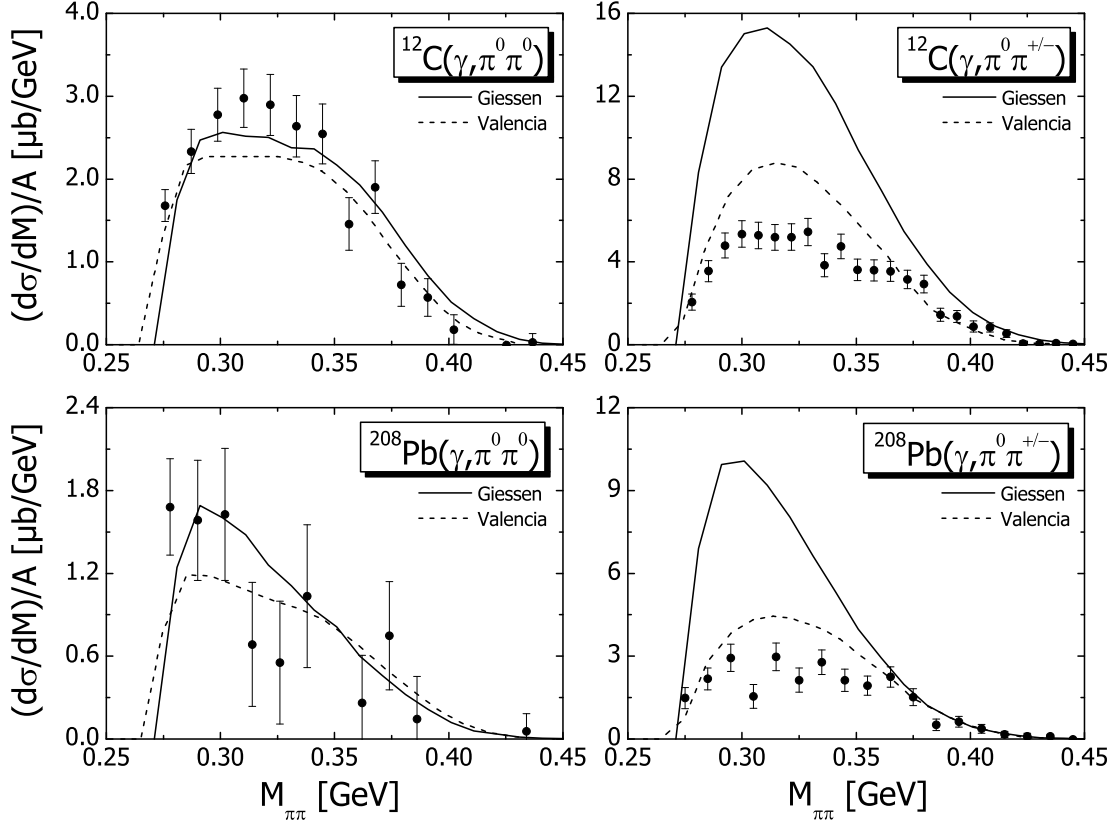 4.0
3.0
2.0
1.0
0.0
0.25 0.30 0.35 0.40 0.45
(dσ/dM)/A [μb/GeV]
¹²C(γ,π⁰π⁰)
Giessen
Valencia
16
12
8
4
0
0.25 0.30 0.35 0.40 0.45
¹²C(γ,π⁰π⁺/⁻)
Giessen
Valencia
2.4
1.8
1.2
0.6
0.0
0.25 0.30 0.35 0.40 0.45
(dσ/dM)/A [μb/GeV]
M_ππ [GeV]
²⁰⁸Pb(γ,π⁰π⁰)
Giessen
Valencia
12
9
6
3
0
0.25 0.30 0.35 0.40 0.45
M_ππ [GeV]
²⁰⁸Pb(γ,π⁰π⁺/⁻)
Giessen
Valencia